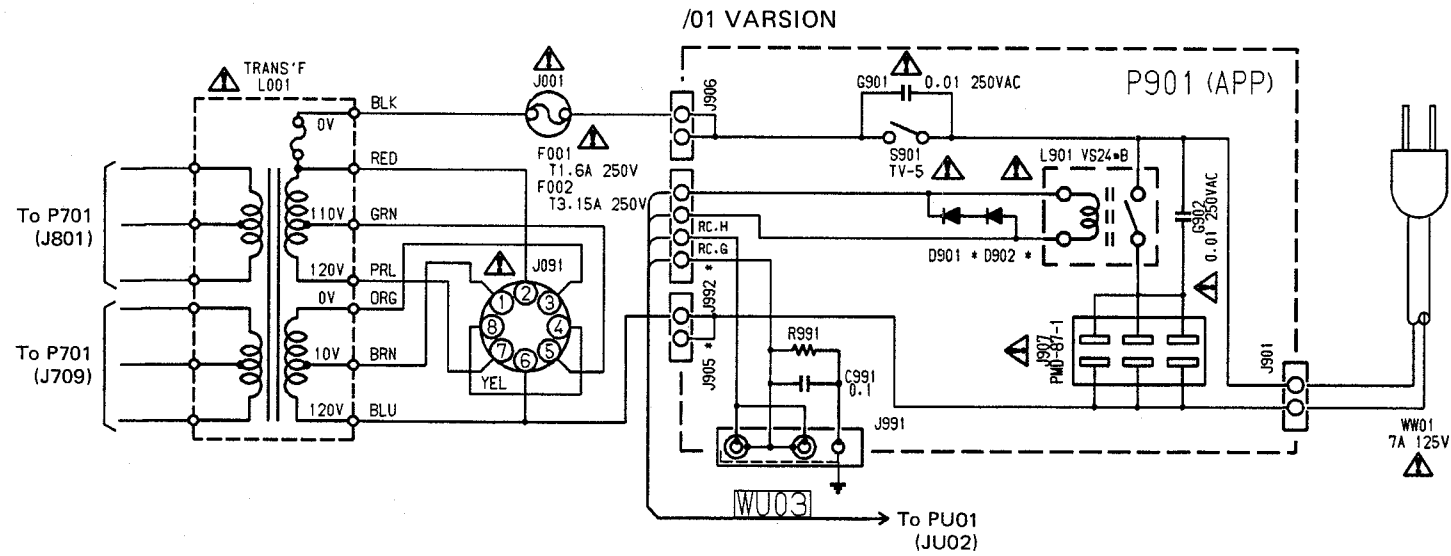 /01 VARSION
TRANS'F
L001
BLK
0V
RED
110V
GRN
120V
PRL
0V
ORG
10V
BRN
120V
BLU
To P701
(J801)
To P701
(J709)
J001
F001
T1.6A 250V
F002
T3.15A 250V
J091
1
2
3
4
5
6
7
8
YEL
J906
G901
0.01 250VAC
S901
TV-5
P901 (APP)
L901 VS24*B
RC.H
RC.G
J992 *
J905 *
D901 * D902 *
G902
0.01 250VAC
R991
C991
0.1
J991
J907
PMD-87-1
J901
WW01
7A 125V
WU03
To PU01
(JU02)